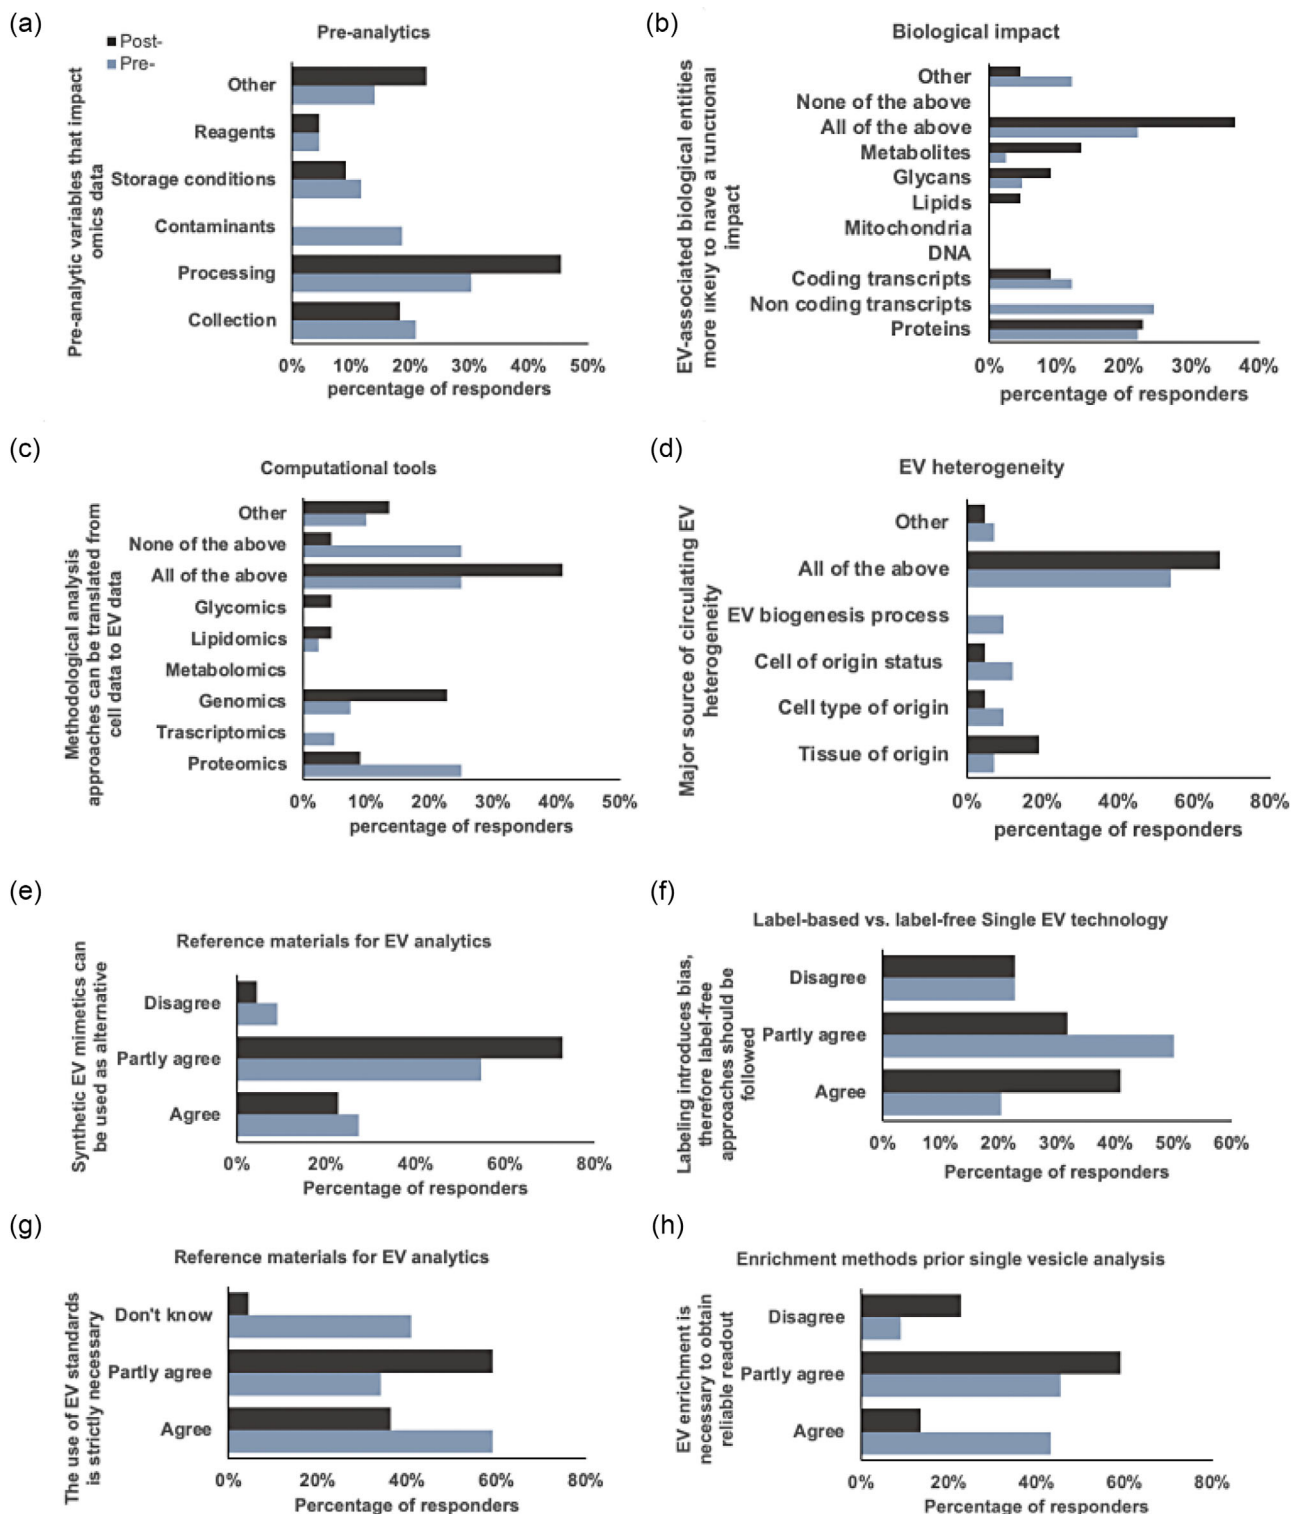 (a)
Pre-analytics
Post-
Pre-
Pre-analytic variables that impact
omics data
Other
Reagents
Storage conditions
Contaminants
Processing
Collection
0% 10% 20% 30% 40% 50%
percentage of responders
(b)
Biological impact
EV-associated biological entities
more likely to have a functional
impact
Other
None of the above
All of the above
Metabolites
Glycans
Lipids
Mitochondria
DNA
Coding transcripts
Non coding transcripts
Proteins
0% 10% 20% 30% 40%
percentage of responders
(c)
Computational tools
Methodological analysis
approaches can be translated from
cell data to EV data
Other
None of the above
All of the above
Glycomics
Lipidomics
Metabolomics
Genomics
Trascriptomics
Proteomics
0% 10% 20% 30% 40% 50%
percentage of responders
(d)
EV heterogeneity
Major source of circulating EV
heterogeneity
Other
All of the above
EV biogenesis process
Cell of origin status
Cell type of origin
Tissue of origin
0% 20% 40% 60% 80%
percentage of responders
(e)
Reference materials for EV analytics
Synthetic EV mimetics can
be used as alternative
Disagree
Partly agree
Agree
0% 20% 40% 60% 80%
Percentage of responders
(f)
Label-based vs. label-free Single EV technology
Labeling introduces bias,
therefore label-free
approaches should be
followed
Disagree
Partly agree
Agree
0% 10% 20% 30% 40% 50% 60%
Percentage of responders
(g)
Reference materials for EV analytics
The use of EV standards
is strictly necessary
Don't know
Partly agree
Agree
0% 20% 40% 60% 80%
Percentage of responders
(h)
Enrichment methods prior single vesicle analysis
EV enrichment is
necessary to obtain
reliable readout
Disagree
Partly agree
Agree
0% 20% 40% 60% 80%
Percentage of responders